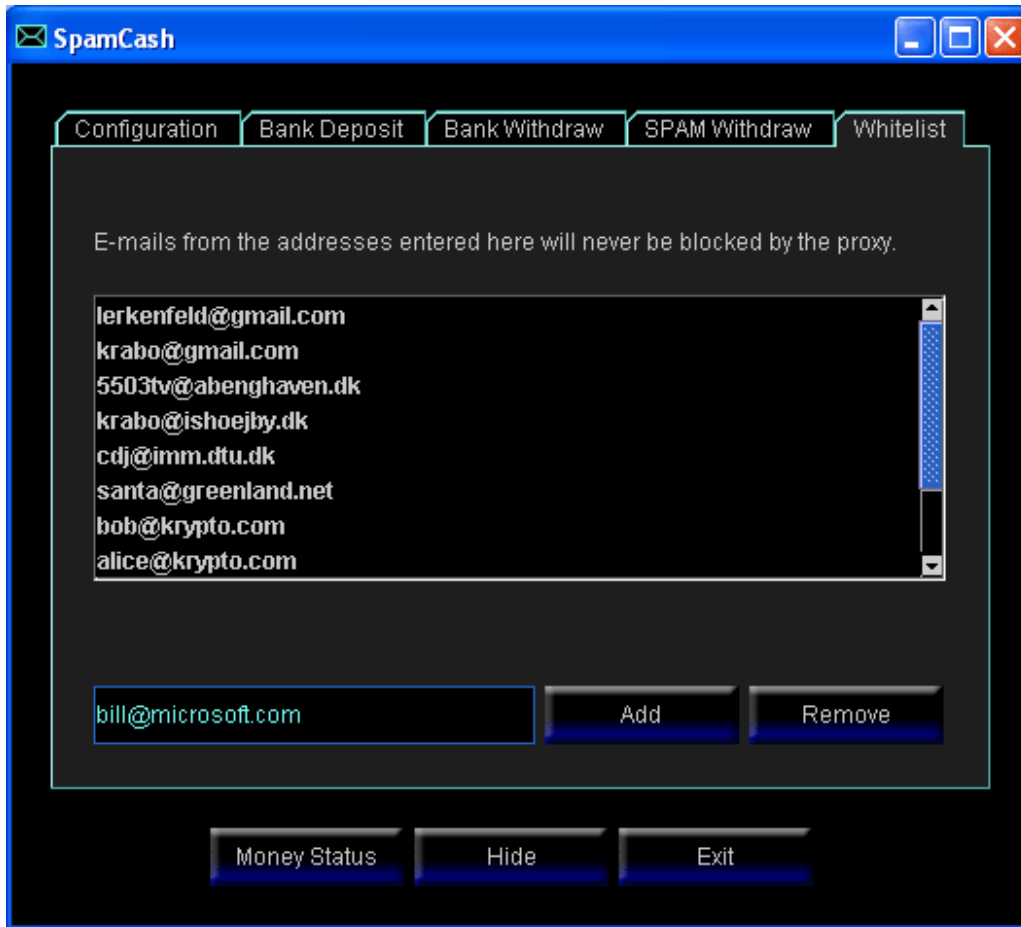 SpamCash
Configuration Bank Deposit Bank Withdraw SPAM Withdraw Whitelist
E-mails from the addresses entered here will never be blocked by the proxy.
lerkenfeld@gmail.com
krabo@gmail.com
5503tv@abenghaven.dk
krabo@ishoejby.dk
cdj@imm.dtu.dk
santa@greenland.net
bob@krypto.com
alice@krypto.com
bill@microsoft.com Add Remove
Money Status Hide Exit